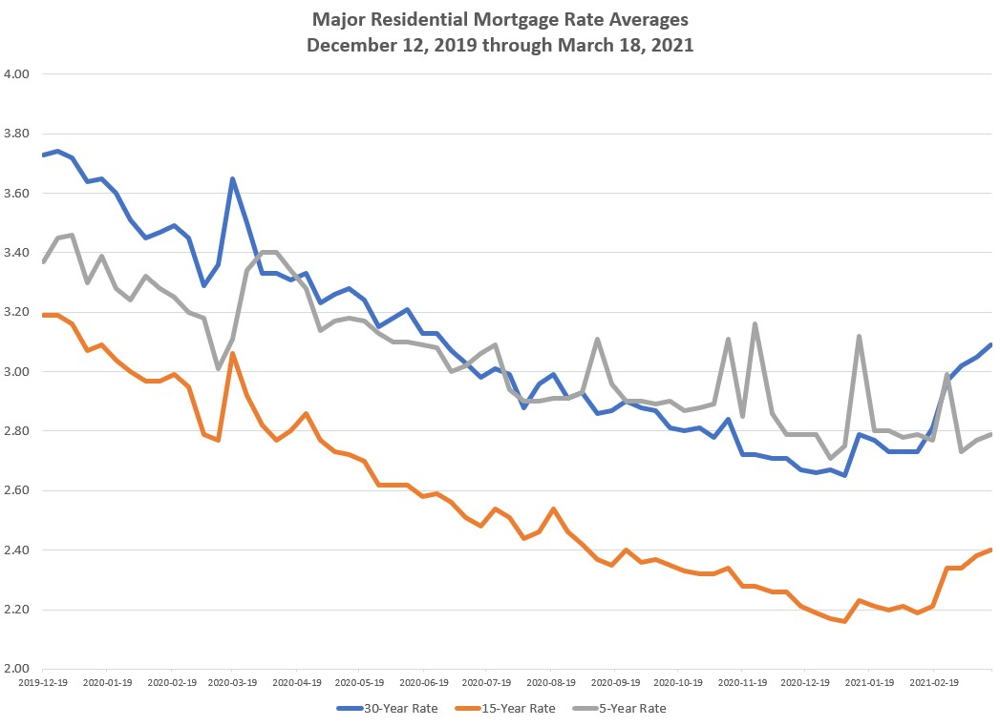 Major Residential Mortgage Rate Averages
December 12, 2019 through March 18, 2021
4.00
3.80
3.60
3.40
3.20
3.00
2.80
2.60
2.40
2.20
2.00
2019-12-19 2020-01-19 2020-02-19 2020-03-19 2020-04-19 2020-05-19 2020-06-19 2020-07-19 2020-08-19 2020-09-19 2020-10-19 2020-11-19 2020-12-19 2021-01-19 2021-02-19
30-Year Rate 15-Year Rate 5-Year Rate